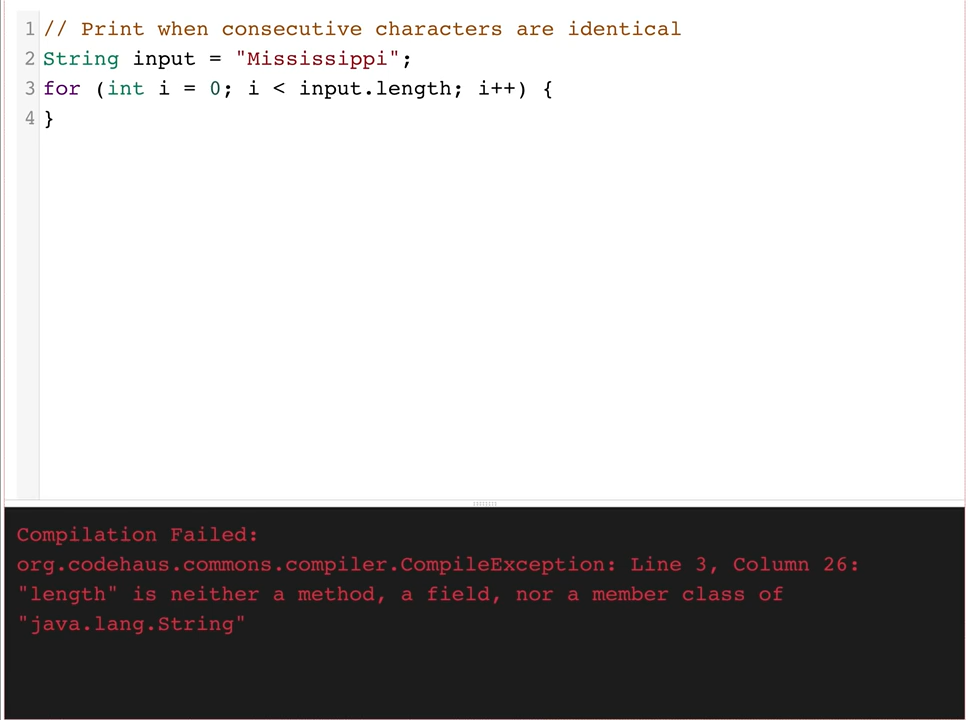 1 // Print when consecutive characters are identical
2 String input = "Mississippi";
3 for (int i = 0; i < input.length; i++) {
4 }
Compilation Failed:
org.codehaus.commons.compiler.CompileException: Line 3, Column 26:
"length" is neither a method, a field, nor a member class of
"java.lang.String"